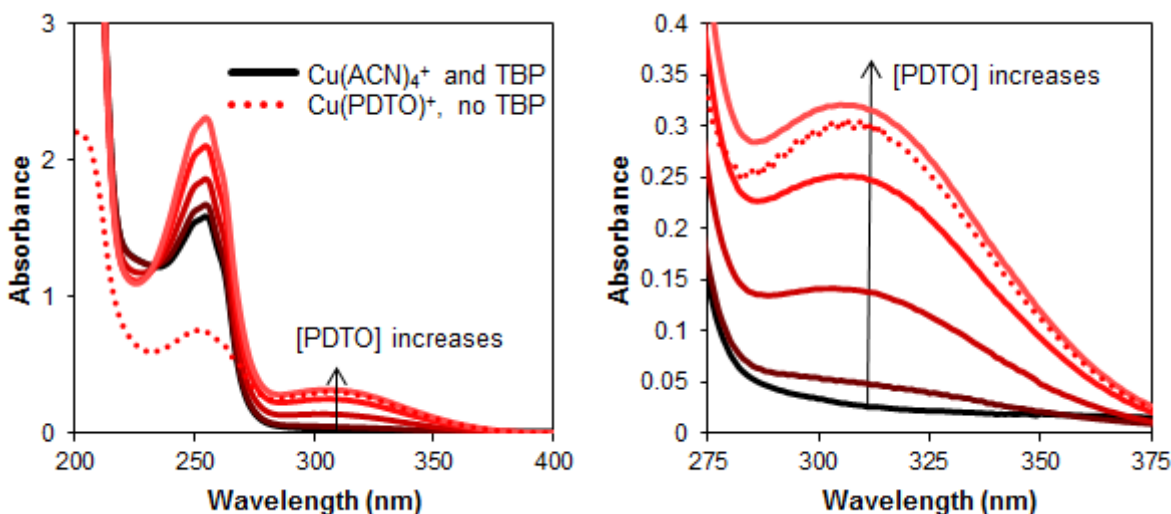 3
2
1
0
Absorbance
200 250 300 350 400
Wavelength (nm)
Cu(ACN)₄⁺ and TBP
Cu(PDTO)⁺, no TBP
[PDTO] increases
0.4
0.35
0.3
0.25
0.2
0.15
0.1
0.05
0
Absorbance
275 300 325 350 375
Wavelength (nm)
[PDTO] increases